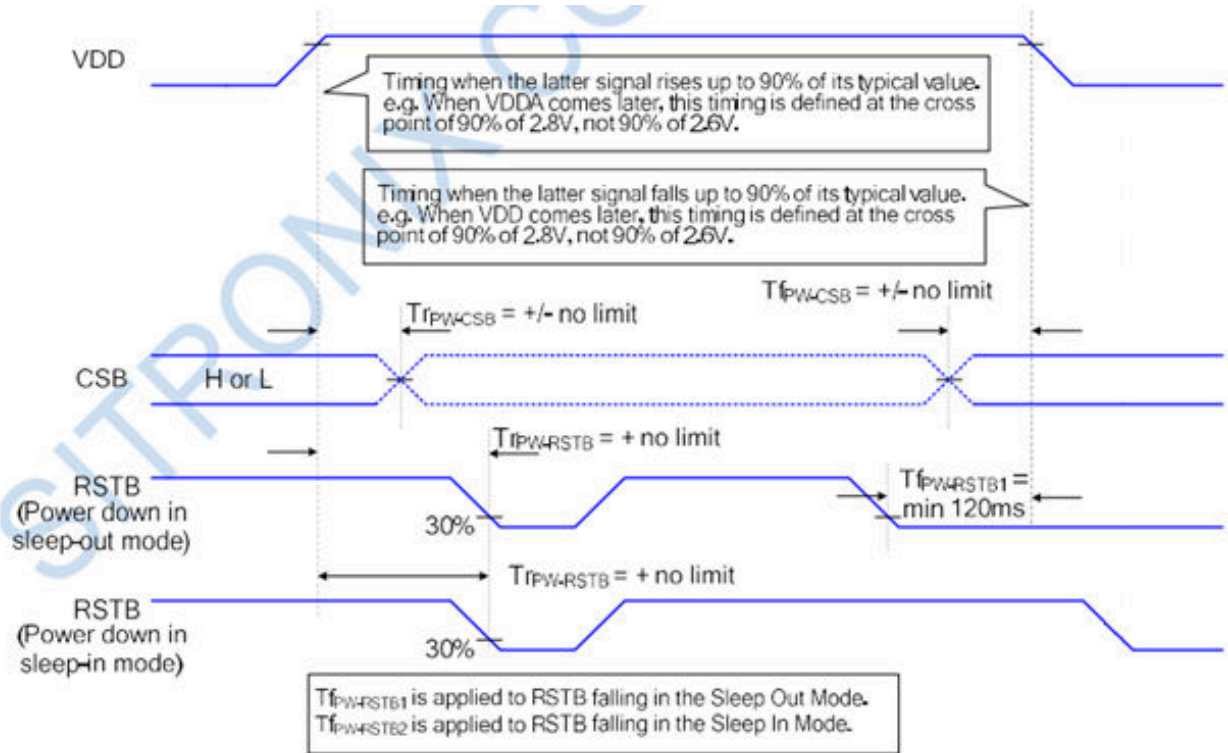 VDD
Timing when the latter signal rises up to 90% of its typical value.
e.g. When VDDA comes later, this timing is defined at the cross
point of 90% of 2.8V, not 90% of 2.6V.
Timing when the latter signal falls up to 90% of its typical value.
e.g. When VDD comes later, this timing is defined at the cross
point of 90% of 2.8V, not 90% of 2.6V.
TrPW-CSB = +/- no limit
TfPW-CSB = +/- no limit
CSB
H or L
TrPW-RSTB = + no limit
RSTB
(Power down in
sleep-out mode)
30%
TfPW-RSTB1 =
min 120ms
TrPW-RSTB = + no limit
RSTB
(Power down in
sleep-in mode)
30%
TfPW-RSTB1 is applied to RSTB falling in the Sleep Out Mode.
TfPW-RSTB2 is applied to RSTB falling in the Sleep In Mode.
SITRONIX CO